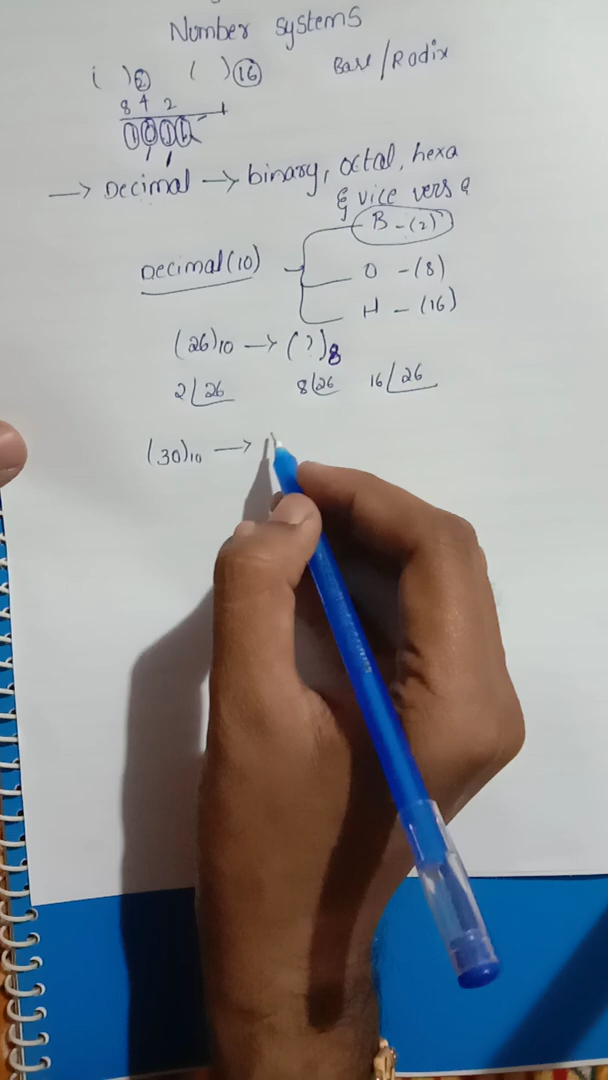 Number systems
( )2 ( )16 Base/Radix
8 4 2 1
→ Decimal → binary, octal, hexa
& vice versa
B - (2)
Decimal(10)
O - (8)
H - (16)
(26)10 → (?)8
2 26 8 26 16 26
(30)10 →